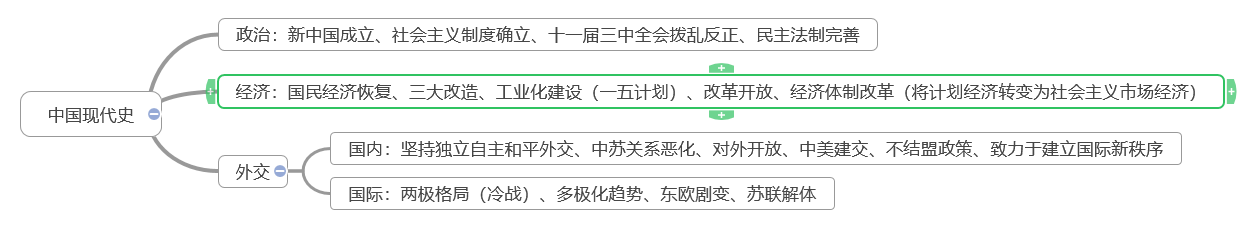 政治：新中国成立、社会主义制度确立、十一届三中全会拨乱反正、民主法制完善
经济：国民经济恢复、三大改造、工业化建设（一五计划）、改革开放、经济体制改革（将计划经济转变为社会主义市场经济）
中国现代史
国内：坚持独立自主和平外交、中苏关系恶化、对外开放、中美建交、不结盟政策、致力于建立国际新秩序
外交
国际：两极格局（冷战）、多极化趋势、东欧剧变、苏联解体